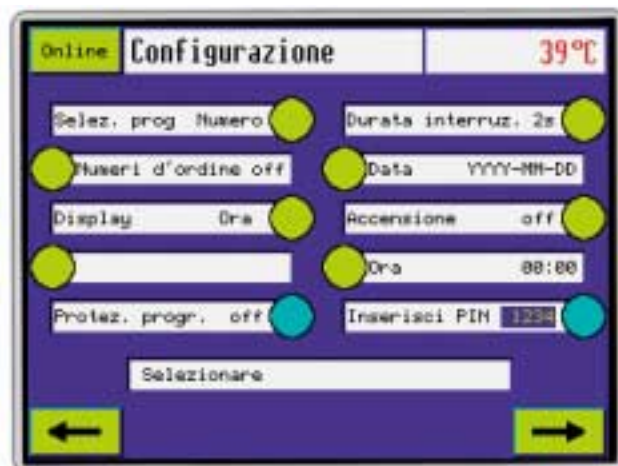 Online Configurazione 39°C
Selez. prog Numero Durata interruz. 2s
Numeri d'ordine off Data YYYY-MM-DD
Display Ora Accensione off
Ora 00:00
Protez. progr. off Inserisci PIN 1234
Selezionare